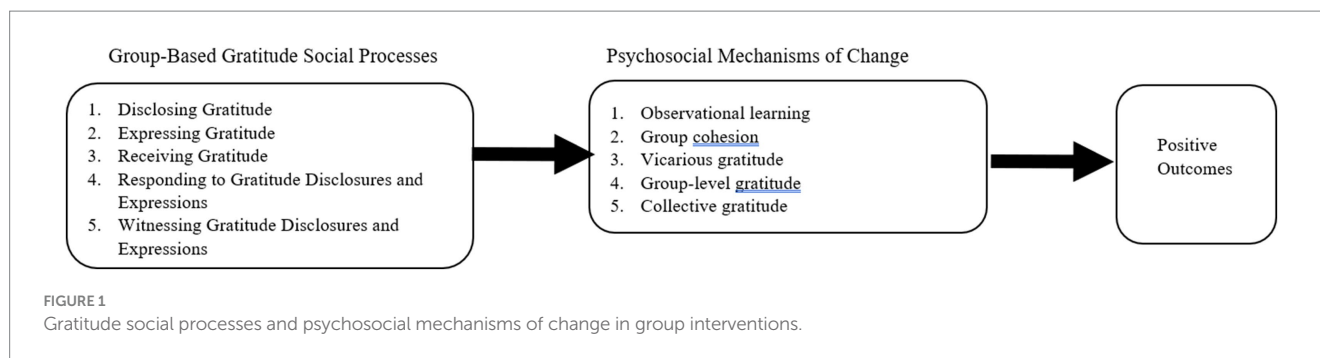 Group-Based Gratitude Social Processes
1. Disclosing Gratitude
2. Expressing Gratitude
3. Receiving Gratitude
4. Responding to Gratitude Disclosures and
Expressions
5. Witnessing Gratitude Disclosures and
Expressions
Psychosocial Mechanisms of Change
1. Observational learning
2. Group cohesion
3. Vicarious gratitude
4. Group-level gratitude
5. Collective gratitude
Positive
Outcomes
FIGURE 1
Gratitude social processes and psychosocial mechanisms of change in group interventions.